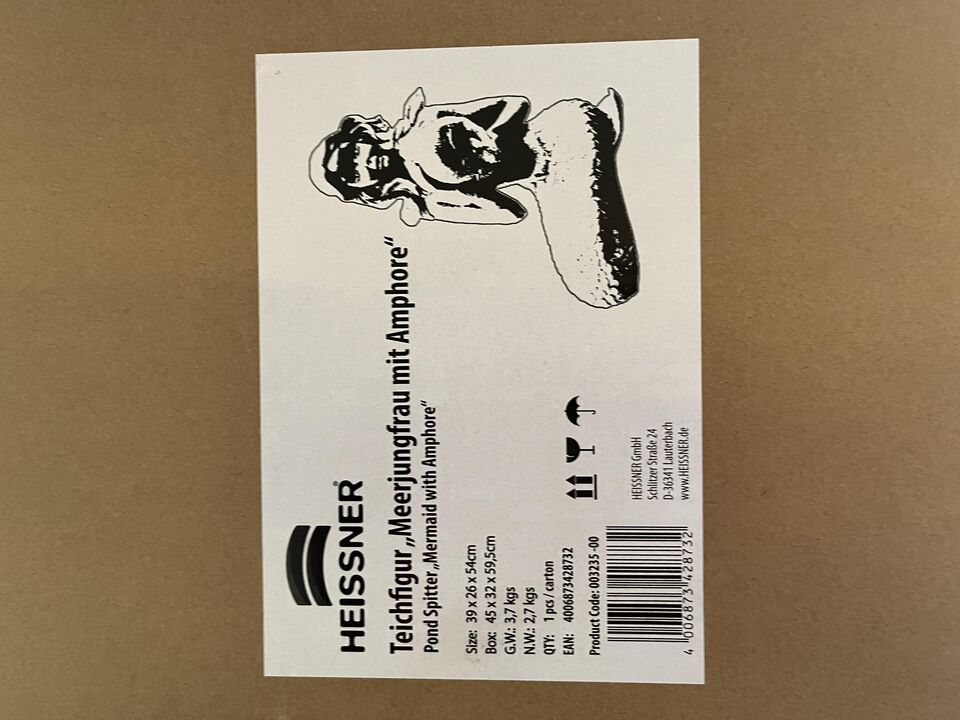 HEISSNER
Teichfigur „Meerjungfrau mit Amphore“
Pond Spitter „Mermaid with Amphore“
Size: 39 x 26 x 54cm
Box: 45 x 32 x 59,5cm
G.W.: 3,7 kgs
N.W.: 2,7 kgs
QTY: 1 pcs / carton
EAN: 4006873428732
Product Code: 003235 -00
4 006873 428732
HEISSNER GmbH
Schlitzer Straße 24
D-36341 Lauterbach
www.HEISSNER.de